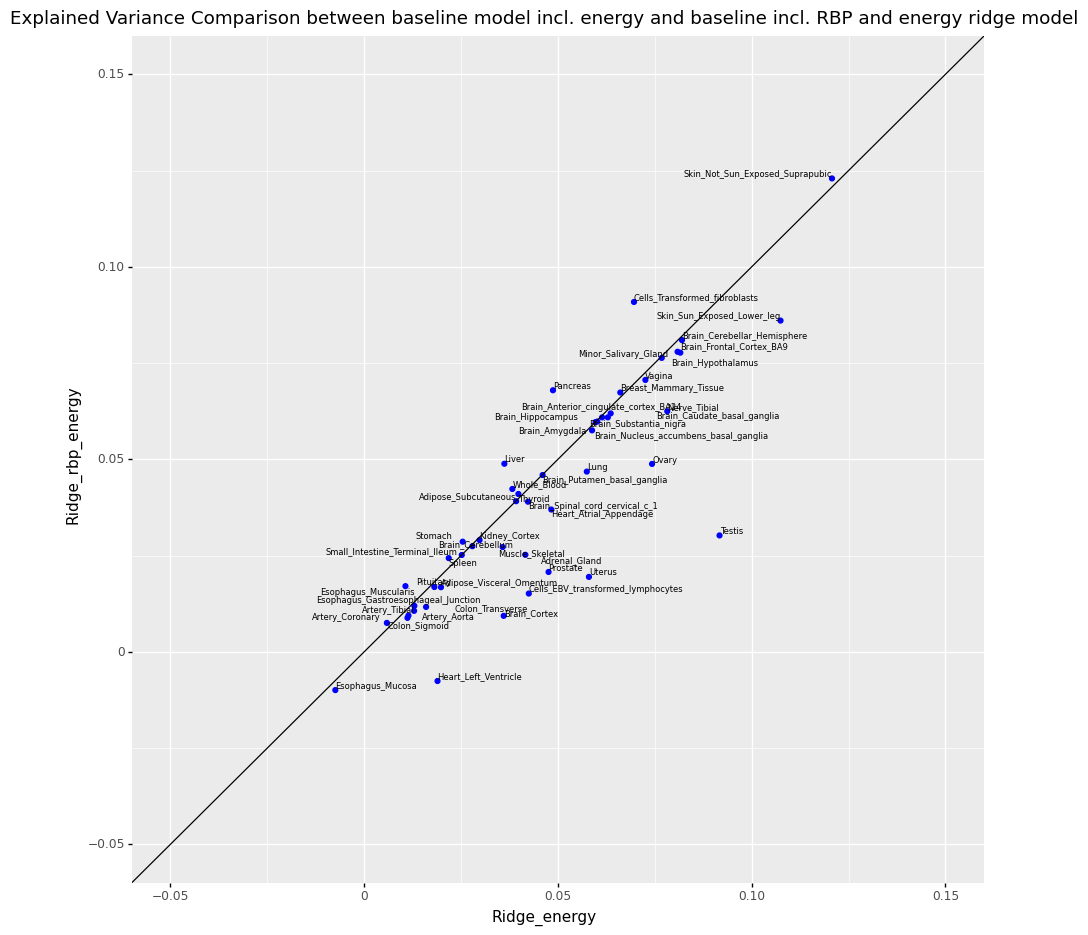 Explained Variance Comparison between baseline model incl. energy and baseline incl. RBP and energy ridge model
0.15
Skin_Not_Sun_Exposed_Suprapubic
0.10
Cells_Transformed_fibroblasts
Skin_Sun_Exposed_Lower_leg
Brain_Cerebellar_Hemisphere
Brain_Frontal_Cortex_BA9
Minor_Salivary_Gland
Brain_Hypothalamus
Vagina
Pancreas
Breast_Mammary_Tissue
Brain_Anterior_cingulate_cortex_BA24
Nerve_Tibial
Brain_Hippocampus
Brain_Caudate_basal_ganglia
Brain_Substantia_nigra
Brain_Amygdala
Brain_Nucleus_accumbens_basal_ganglia
0.05
Liver
Ovary
Lung
Brain_Putamen_basal_ganglia
Whole_Blood
Adipose_Subcutaneous
Thyroid
Brain_Spinal_cord_cervical_c_1
Heart_Atrial_Appendage
Testis
Stomach
Kidney_Cortex
Brain_Cerebellum
Small_Intestine_Terminal_Ileum
Muscle_Skeletal
Spleen
Adrenal_Gland
Prostate
Uterus
Pituitary
Adipose_Visceral_Omentum
Esophagus_Muscularis
Cells_EBV_transformed_lymphocytes
Esophagus_Gastroesophageal_Junction
Artery_Tibial
Colon_Transverse
Artery_Coronary
Artery_Aorta
Brain_Cortex
Colon_Sigmoid
0
Heart_Left_Ventricle
Esophagus_Mucosa
−0.05
−0.05
0
0.05
0.10
0.15
Ridge_energy
Ridge_rbp_energy